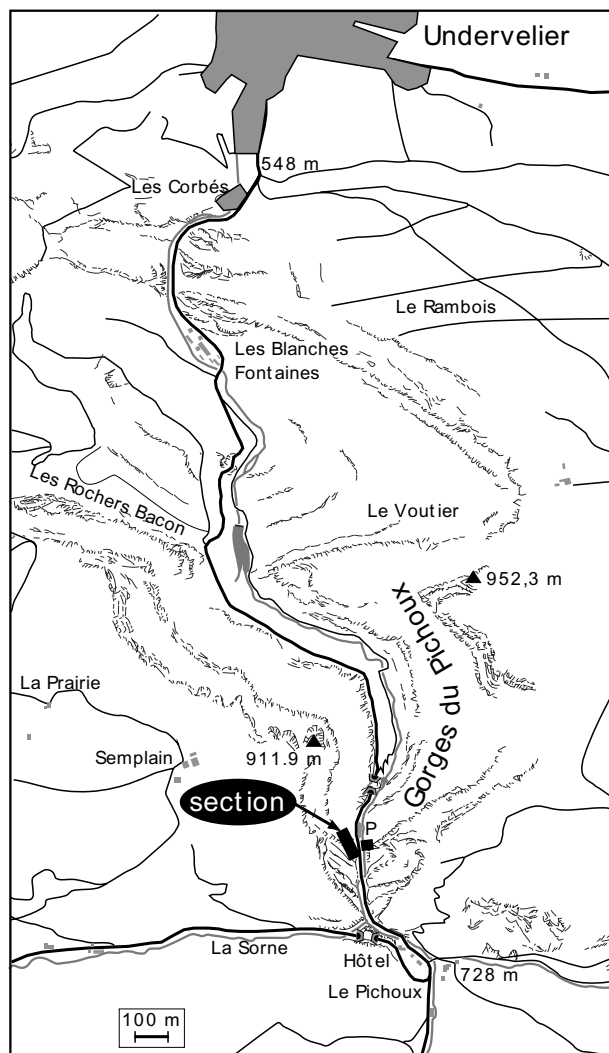 Undervelier
548 m
Les Corbés
Le Rambois
Les Blanches
Fontaines
Les Rochers Bacon
Le Voutier
952,3 m
Gorges du Pichoux
La Prairie
Semplain
911.9 m
section
P
La Sorne
Hôtel
728 m
Le Pichoux
100 m